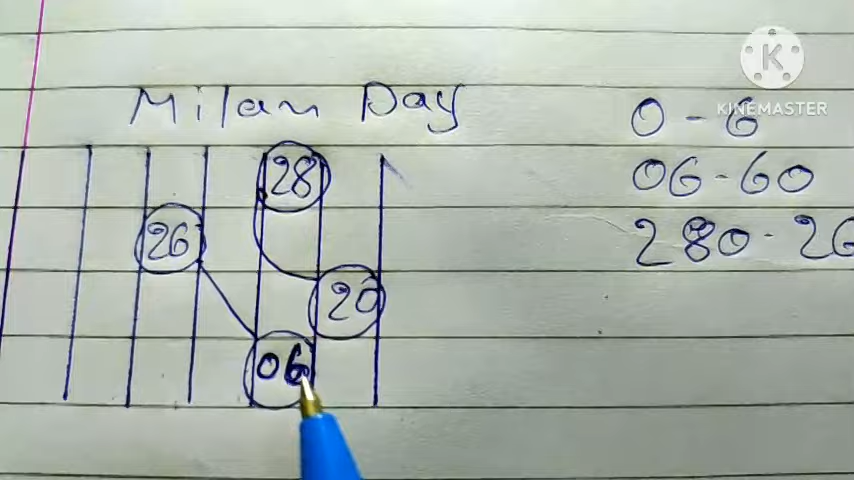 Milan Day
28
26
20
06
0 - 6
06 - 60
280 - 26
K
KINEMASTER